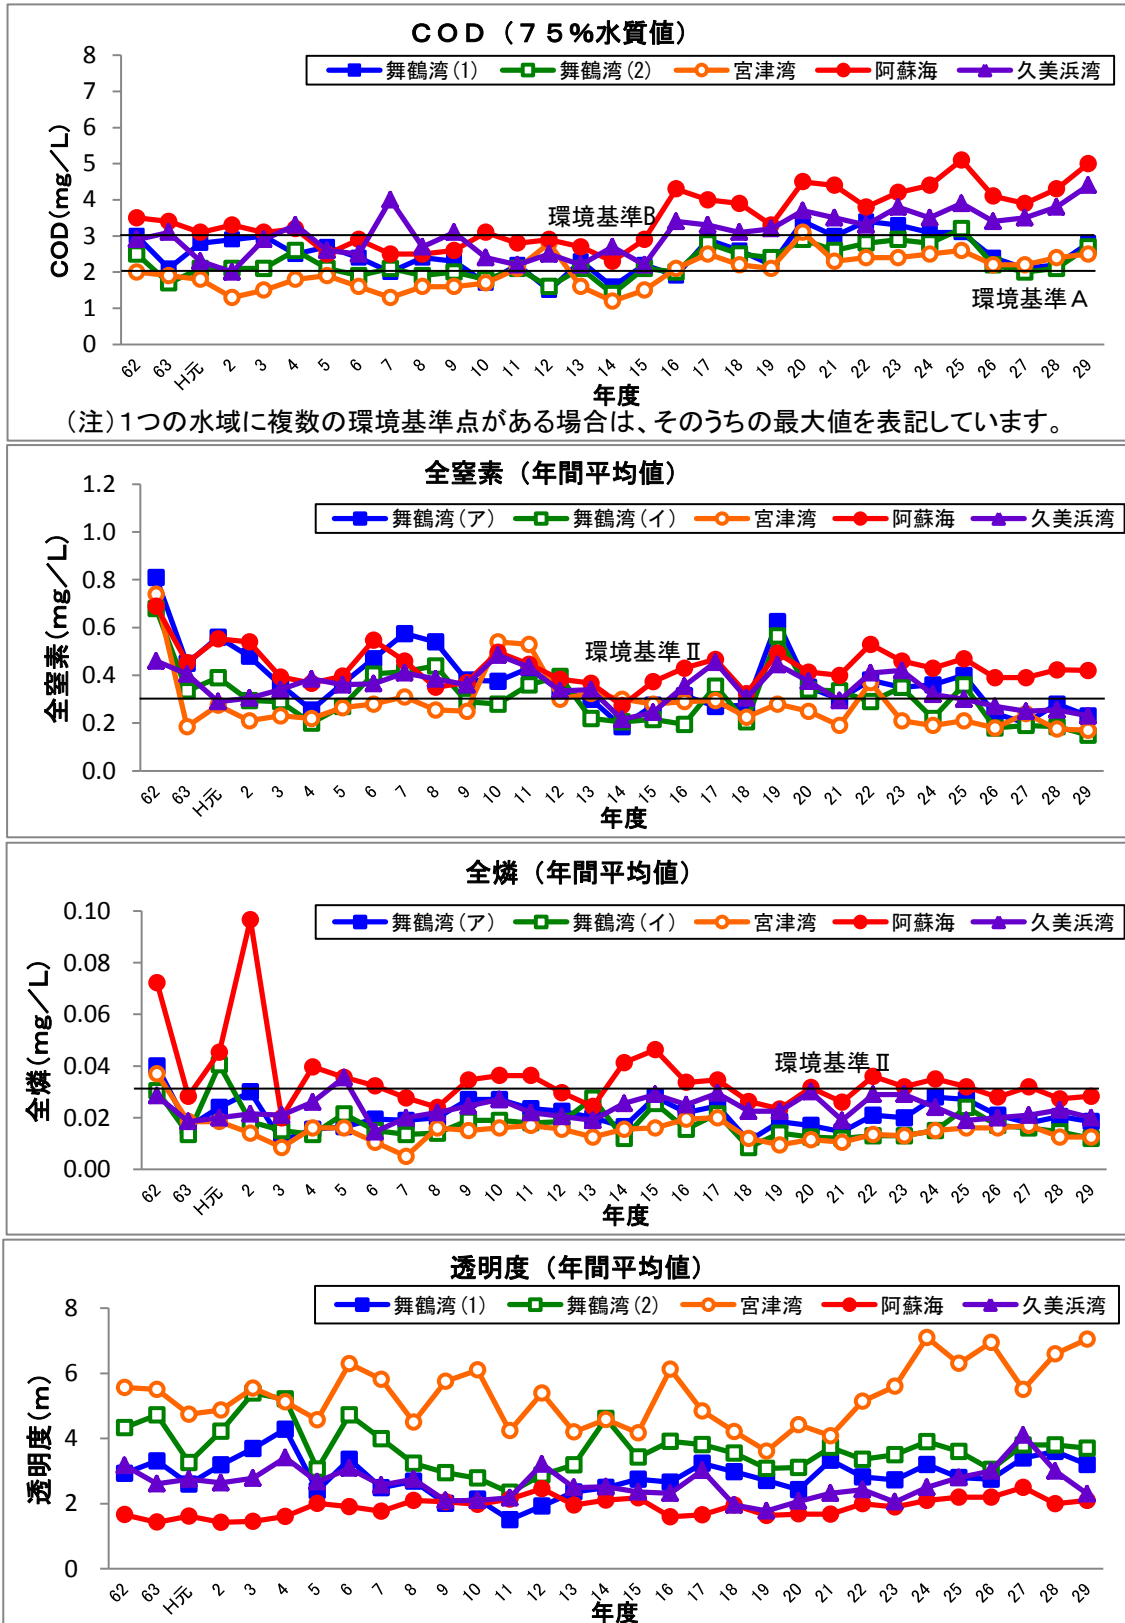 ＣＯＤ（７５％水質値）
舞鶴湾(1) 舞鶴湾(2) 宮津湾 阿蘇海 久美浜湾
COD(mg／L)
8
7
6
5
4
3
2
1
0
環境基準B
環境基準Ａ
62 63 H元 2 3 4 5 6 7 8 9 10 11 12 13 14 15 16 17 18 19 20 21 22 23 24 25 26 27 28 29
年度
（注）１つの水域に複数の環境基準点がある場合は、そのうちの最大値を表記しています。
全窒素（年間平均値）
舞鶴湾(ア) 舞鶴湾(イ) 宮津湾 阿蘇海 久美浜湾
全窒素(mg／L)
1.2
1.0
0.8
0.6
0.4
0.2
0.0
環境基準Ⅱ
62 63 H元 2 3 4 5 6 7 8 9 10 11 12 13 14 15 16 17 18 19 20 21 22 23 24 25 26 27 28 29
年度
全燐（年間平均値）
舞鶴湾(ア) 舞鶴湾(イ) 宮津湾 阿蘇海 久美浜湾
全燐(mg／L)
0.10
0.08
0.06
0.04
0.02
0.00
環境基準Ⅱ
62 63 H元 2 3 4 5 6 7 8 9 10 11 12 13 14 15 16 17 18 19 20 21 22 23 24 25 26 27 28 29
年度
透明度（年間平均値）
舞鶴湾(1) 舞鶴湾(2) 宮津湾 阿蘇海 久美浜湾
透明度(m)
8
6
4
2
0
62 63 H元 2 3 4 5 6 7 8 9 10 11 12 13 14 15 16 17 18 19 20 21 22 23 24 25 26 27 28 29
年度